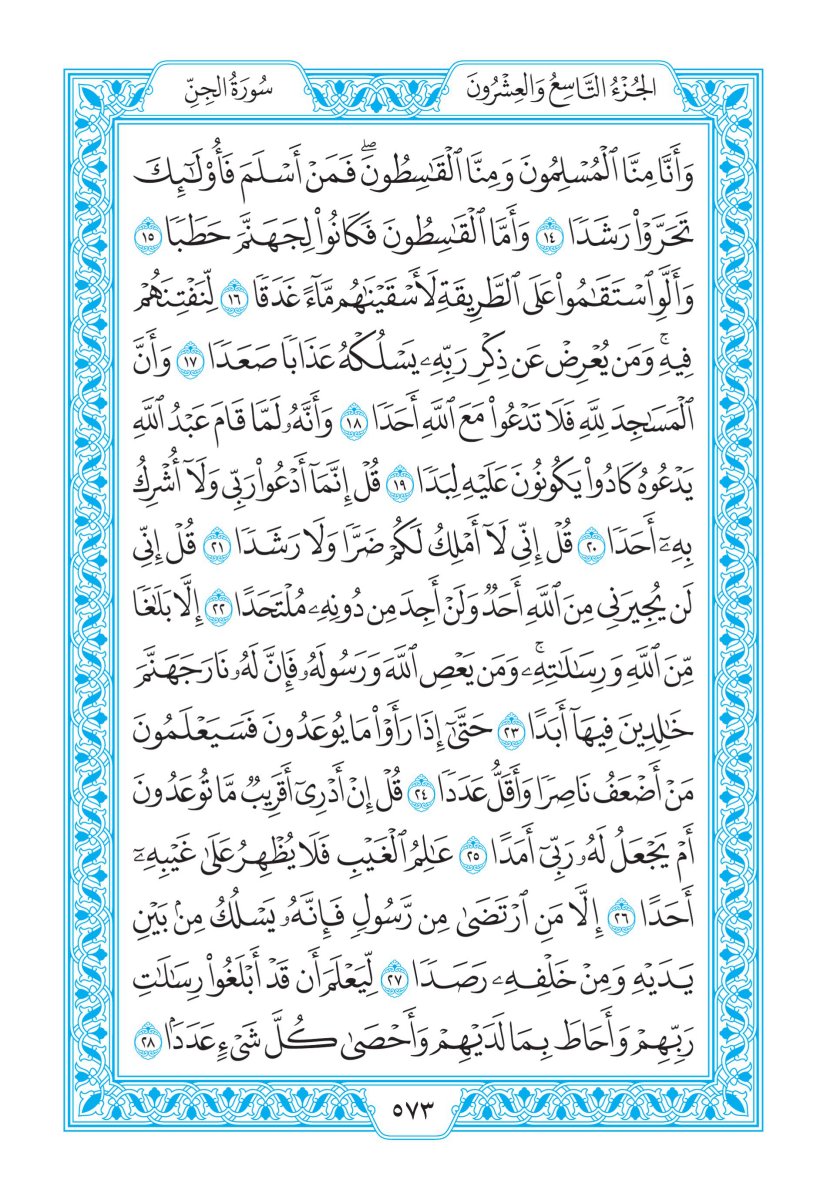 الجُزْءُ التَّاسِعُ وَالعِشْرُونَ
سُورَةُ الجِنِّ
وَأَنَّا مِنَّا ٱلْمُسْلِمُونَ وَمِنَّا ٱلْقَٰسِطُونَۖ فَمَنْ أَسْلَمَ فَأُو۟لَٰٓئِكَ
تَحَرَّوْا۟ رَشَدًا ١٤ وَأَمَّا ٱلْقَٰسِطُونَ فَكَانُوا۟ لِجَهَنَّمَ حَطَبًا ١٥
وَأَلَّوِ ٱسْتَقَٰمُوا۟ عَلَى ٱلطَّرِيقَةِ لَأَسْقَيْنَٰهُم مَّآءً غَدَقًا ١٦ لِّنَفْتِنَهُمْ
فِيهِۚ وَمَن يُعْرِضْ عَن ذِكْرِ رَبِّهِۦ يَسْلُكْهُ عَذَابًا صَعَدًا ١٧ وَأَنَّ
ٱلْمَسَٰجِدَ لِلَّهِ فَلَا تَدْعُوا۟ مَعَ ٱللَّهِ أَحَدًا ١٨ وَأَنَّهُۥ لَمَّا قَامَ عَبْدُ ٱللَّهِ
يَدْعُوهُ كَادُوا۟ يَكُونُونَ عَلَيْهِ لِبَدًا ١٩ قُلْ إِنَّمَآ أَدْعُوا۟ رَبِّى وَلَآ أُشْرِكُ
بِهِۦٓ أَحَدًا ٢٠ قُلْ إِنِّى لَآ أَمْلِكُ لَكُمْ ضَرًّا وَلَا رَشَدًا ٢١ قُلْ إِنِّى
لَن يُجِيرَنِى مِنَ ٱللَّهِ أَحَدٌ وَلَنْ أَجِدَ مِن دُونِهِۦ مُلْتَحَدًا ٢٢ إِلَّا بَلَٰغًا
مِّنَ ٱللَّهِ وَرِسَٰلَٰتِهِۦۚ وَمَن يَعْصِ ٱللَّهَ وَرَسُولَهُۥ فَإِنَّ لَهُۥ نَارَ جَهَنَّمَ
خَٰلِدِينَ فِيهَآ أَبَدًا ٢٣ حَتَّىٰٓ إِذَا رَأَوْا۟ مَا يُوعَدُونَ فَسَيَعْلَمُونَ
مَنْ أَضْعَفُ نَاصِرًا وَأَقَلُّ عَدَدًا ٢٤ قُلْ إِنْ أَدْرِىٓ أَقَرِيبٌ مَّا تُوعَدُونَ
أَمْ يَجْعَلُ لَهُۥ رَبِّىٓ أَمَدًا ٢٥ عَٰلِمُ ٱلْغَيْبِ فَلَا يُظْهِرُ عَلَىٰ غَيْبِهِۦٓ
أَحَدًا ٢٦ إِلَّا مَنِ ٱرْتَضَىٰ مِن رَّسُولٍ فَإِنَّهُۥ يَسْلُكُ مِنۢ بَيْنِ
يَدَيْهِ وَمِنْ خَلْفِهِۦ رَصَدًا ٢٧ لِّيَعْلَمَ أَن قَدْ أَبْلَغُوا۟ رِسَٰلَٰتِ
رَبِّهِمْ وَأَحَاطَ بِمَا لَدَيْهِمْ وَأَحْصَىٰ كُلَّ شَىْءٍ عَدَدًۢا ٢٨
٥٧٣